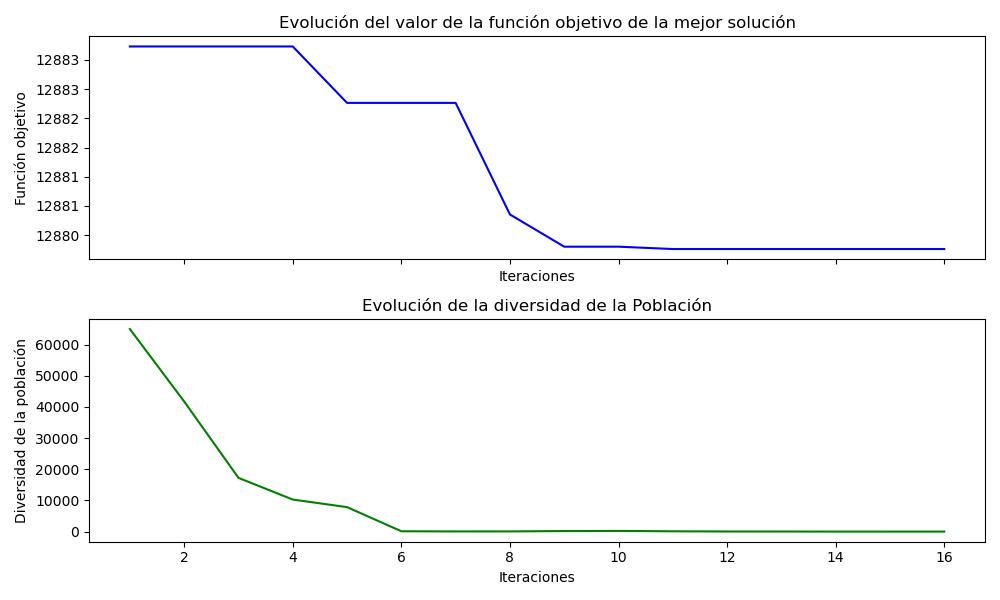 Evolución del valor de la función objetivo de la mejor solución
12883
12883
12882
12882
12881
12881
12880
Función objetivo
Iteraciones
Evolución de la diversidad de la Población
60000
50000
40000
30000
20000
10000
0
Diversidad de la población
2 4 6 8 10 12 14 16
Iteraciones